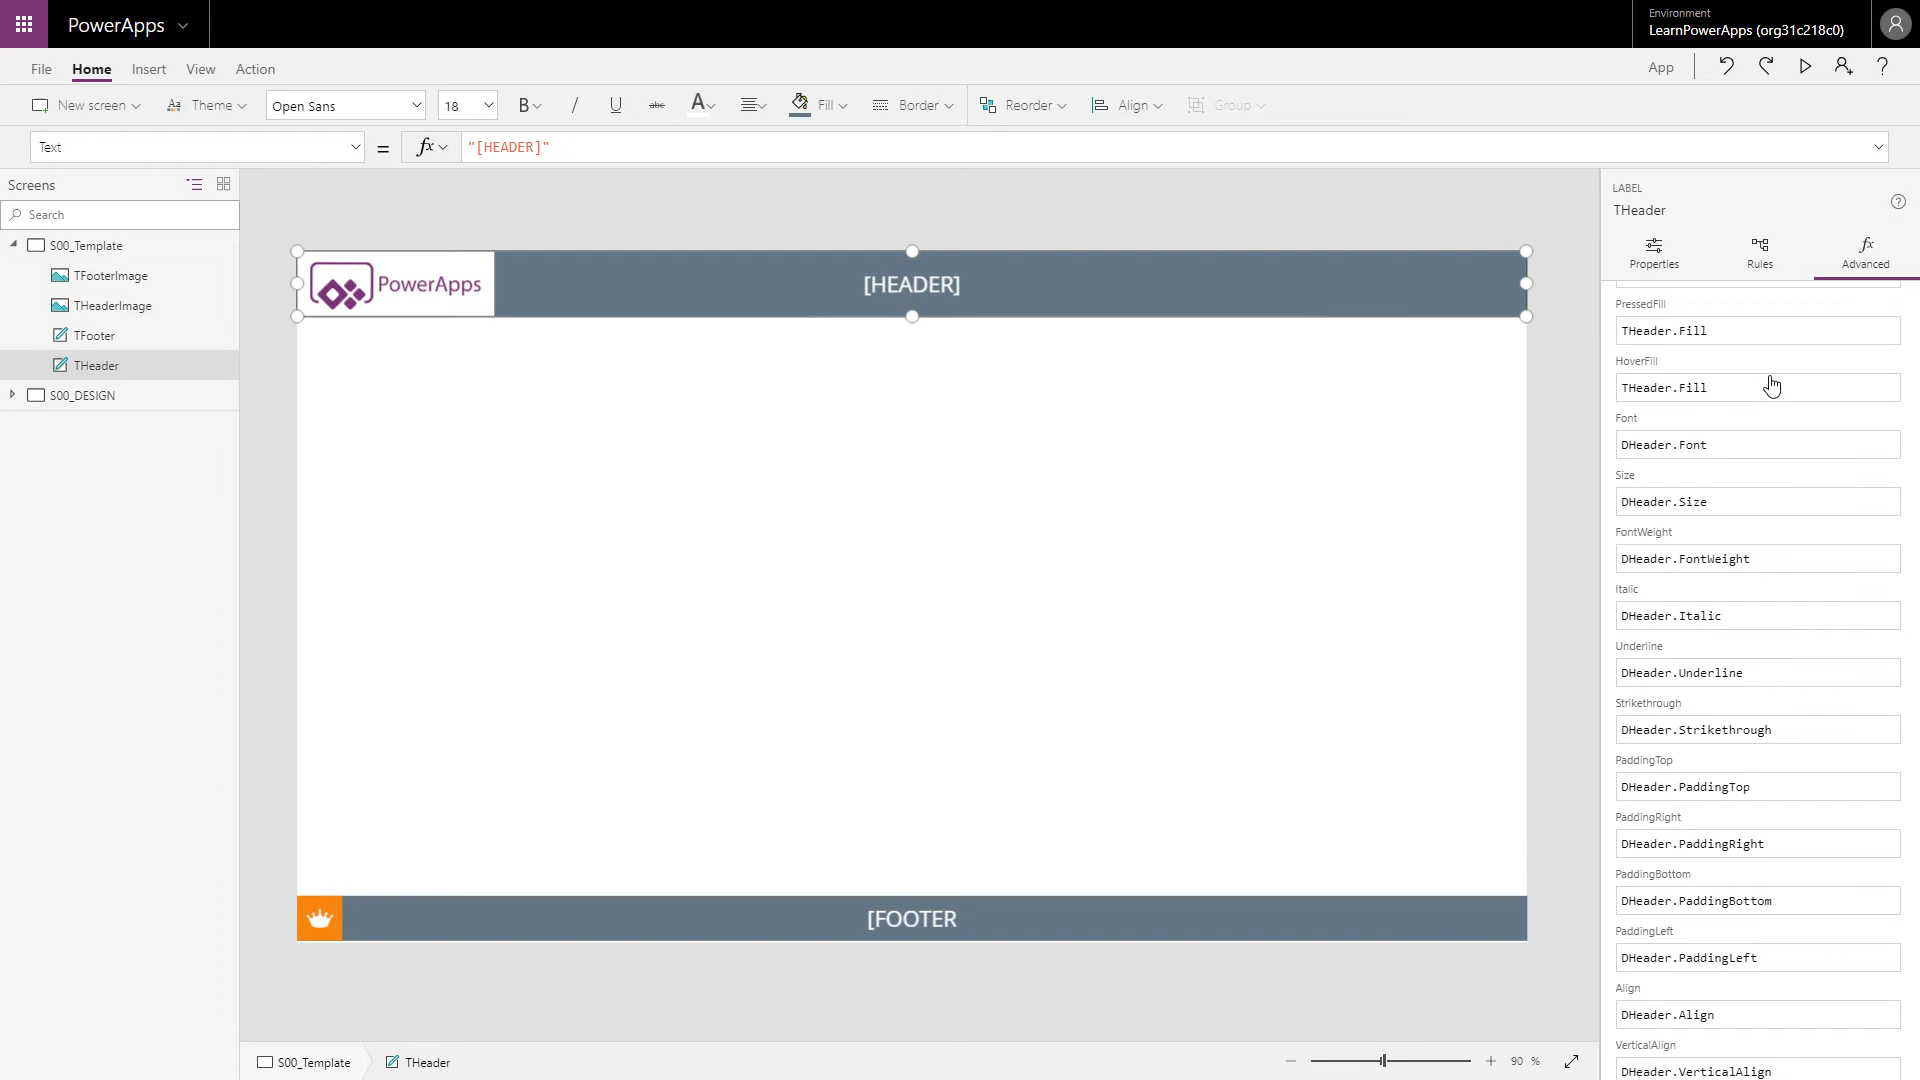 PowerApps
Environment
LearnPowerApps (org31c218c0)
File
Home
Insert
View
Action
App
New screen
Theme
Open Sans
18
B
/
U
abc
A
Fill
Border
Reorder
Align
Group
Text
=
fx
"[HEADER]"
Screens
Search
S00_Template
TFooterImage
THeaderImage
TFooter
THeader
S00_DESIGN
PowerApps
[HEADER]
[FOOTER
LABEL
THeader
Properties
Rules
fx
Advanced
PressedFill
THeader.Fill
HoverFill
THeader.Fill
Font
DHeader.Font
Size
DHeader.Size
FontWeight
DHeader.FontWeight
Italic
DHeader.Italic
Underline
DHeader.Underline
Strikethrough
DHeader.Strikethrough
PaddingTop
DHeader.PaddingTop
PaddingRight
DHeader.PaddingRight
PaddingBottom
DHeader.PaddingBottom
PaddingLeft
DHeader.PaddingLeft
Align
DHeader.Align
VerticalAlign
DHeader.VerticalAlign
S00_Template
THeader
90 %